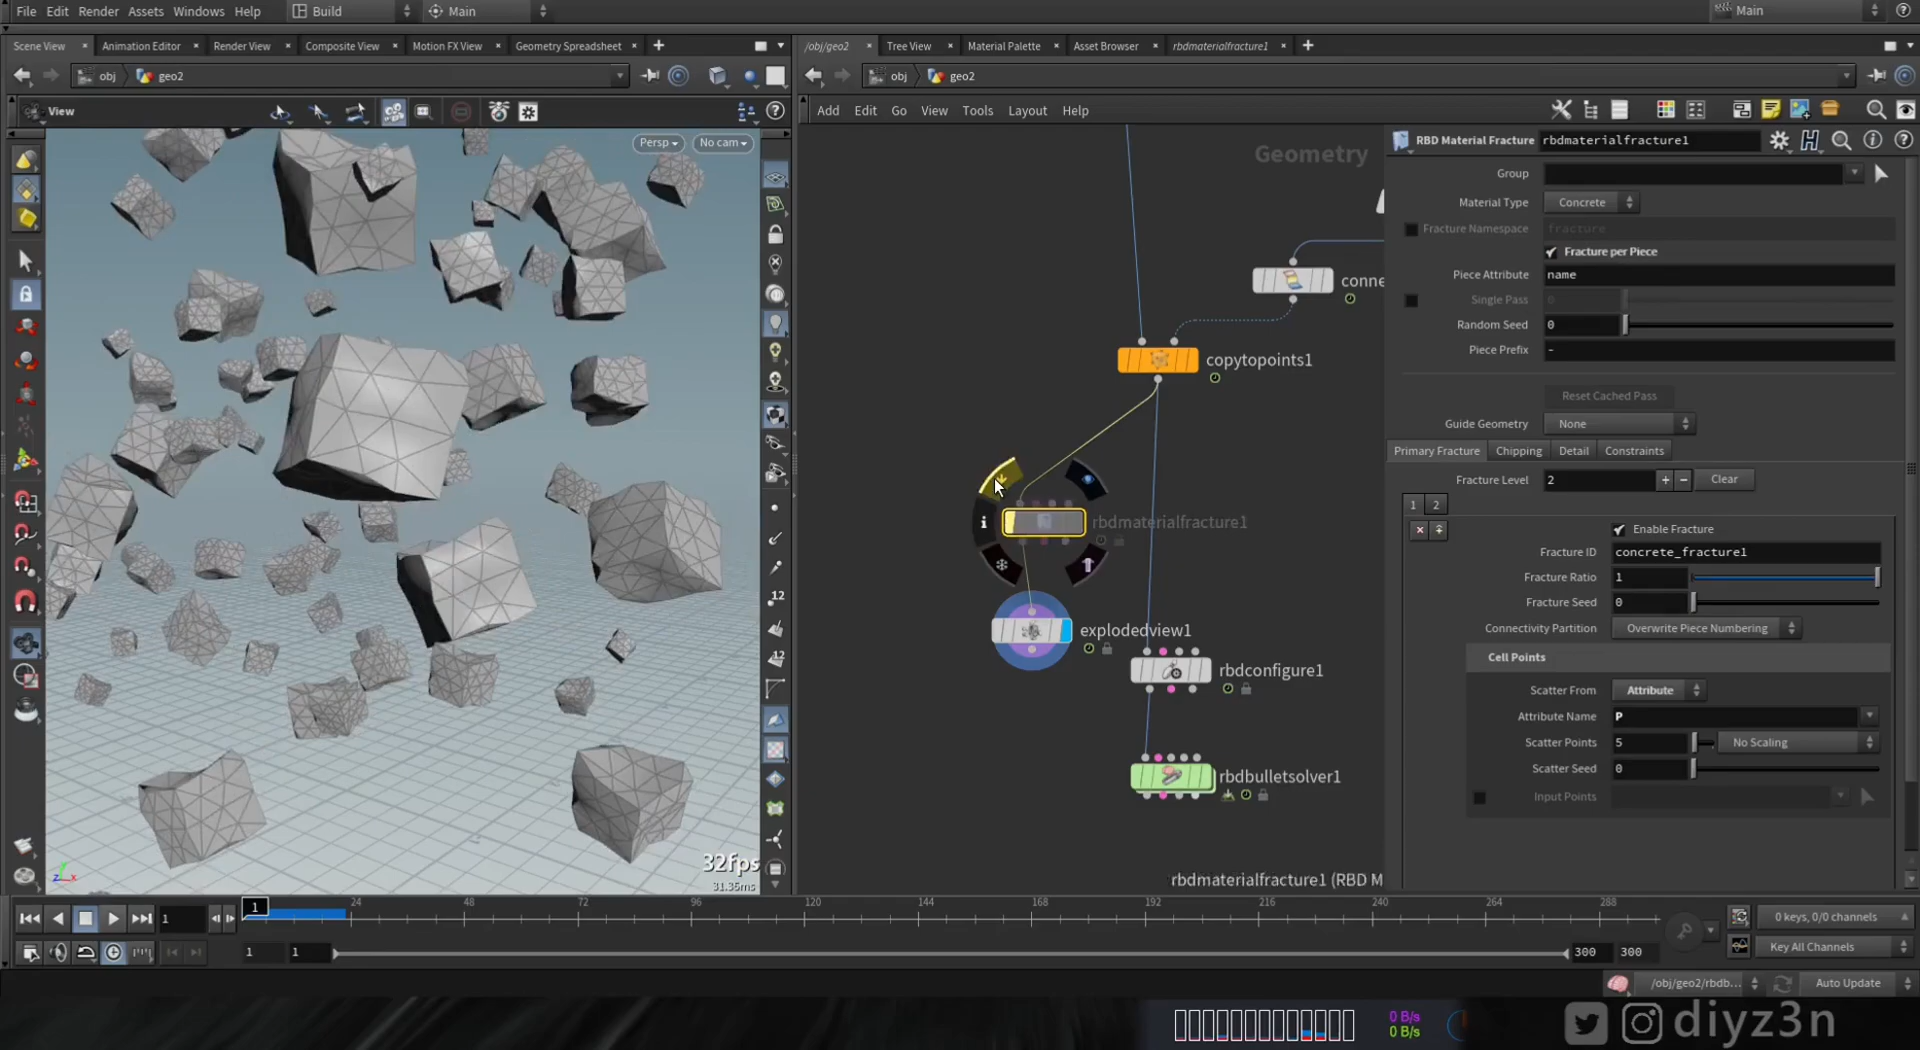 File Edit Render Assets Windows Help Build Main Main
Scene View Animation Editor Render View Composite View Motion FX View Geometry Spreadsheet
/obj/geo2 Tree View Material Palette Asset Browser rbdmaterialfracture1
obj geo2
obj geo2
View
Add Edit Go View Tools Layout Help
Persp No cam
Geometry
RBD Material Fracture rbdmaterialfracture1
Group
Material Type Concrete
Fracture Namespace fracture
Fracture per Piece
Piece Attribute name
Single Pass 0
Random Seed 0
Piece Prefix -
Reset Cached Pass
Guide Geometry None
Primary Fracture Chipping Detail Constraints
Fracture Level 2 + − Clear
1 2
Enable Fracture
Fracture ID concrete_fracture1
Fracture Ratio 1
Fracture Seed 0
Connectivity Partition Overwrite Piece Numbering
Cell Points
Scatter From Attribute
Attribute Name P
Scatter Points 5 No Scaling
Scatter Seed 0
Input Points
conne
copytopoints1
rbdmaterialfracture1
explodedview1
rbdconfigure1
rbdbulletsolver1
rbdmaterialfracture1 (RBD M
12
12
32fps
31.35ms
z x
1 1 24 48 72 96 120 144 168 192 216 240 264 288
0 keys, 0/0 channels
1 1 300 300
Key All Channels
/obj/geo2/rbdb... Auto Update
0 B/s
0 B/s
diyz3n